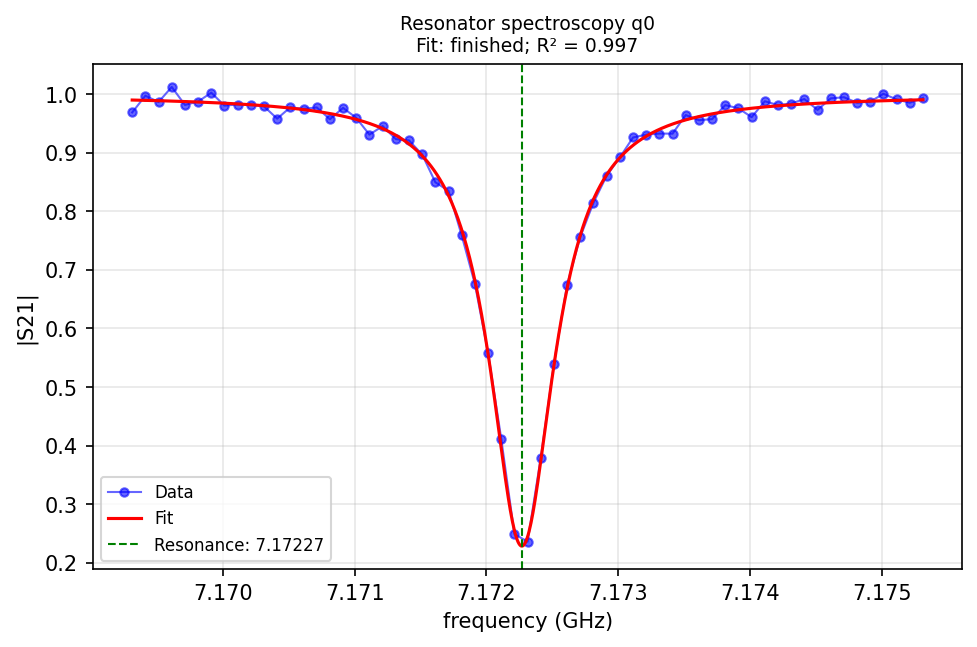 Resonator spectroscopy q0
Fit: finished; R² = 0.997
|S21|
1.0
0.9
0.8
0.7
0.6
0.5
0.4
0.3
0.2
Data
Fit
Resonance: 7.17227
7.170 7.171 7.172 7.173 7.174 7.175
frequency (GHz)